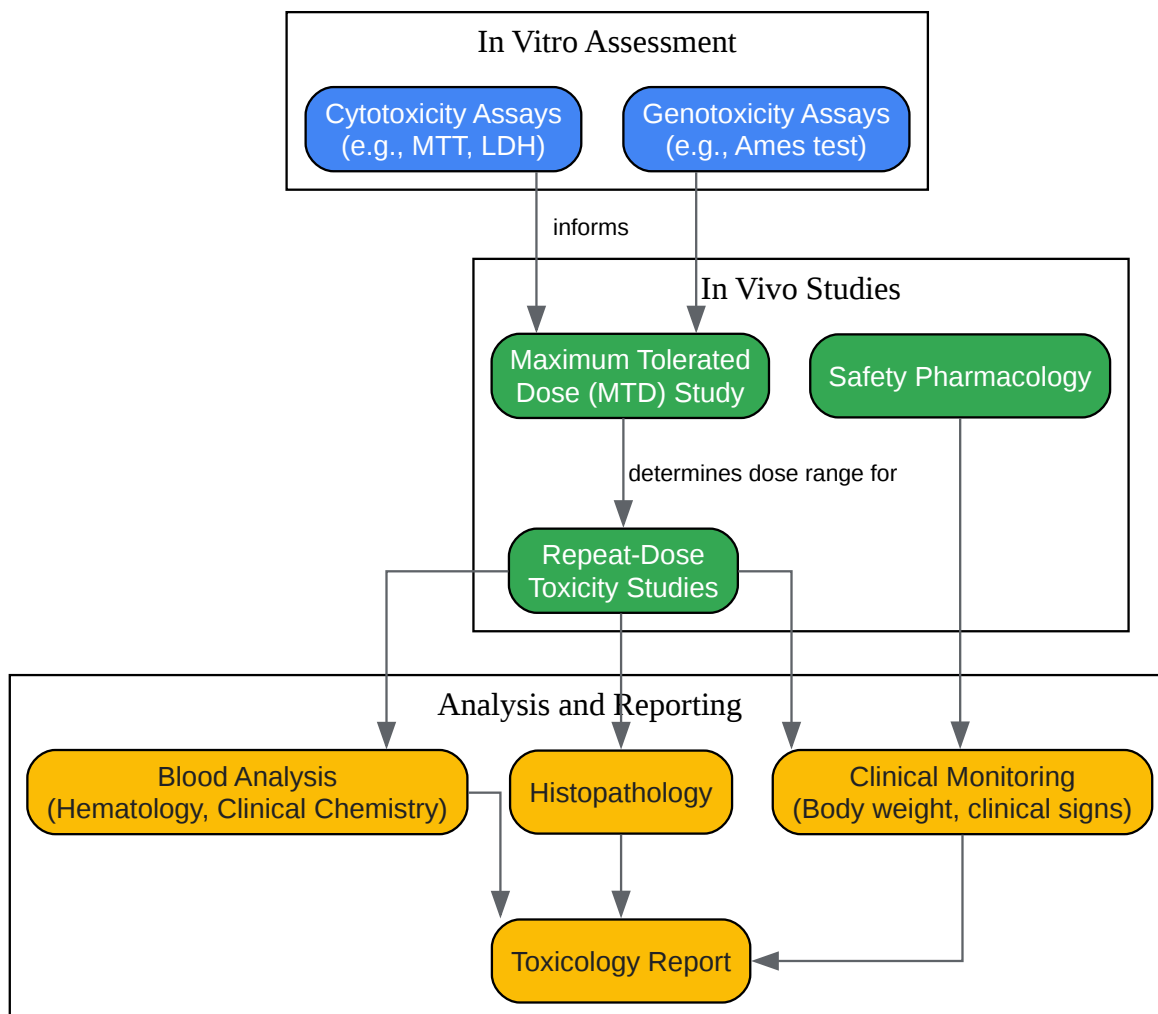 In Vitro Assessment
Cytotoxicity Assays
(e.g., MTT, LDH)
Genotoxicity Assays
(e.g., Ames test)
informs
In Vivo Studies
Maximum Tolerated
Dose (MTD) Study
Safety Pharmacology
determines dose range for
Repeat-Dose
Toxicity Studies
Analysis and Reporting
Blood Analysis
(Hematology, Clinical Chemistry)
Histopathology
Clinical Monitoring
(Body weight, clinical signs)
Toxicology Report